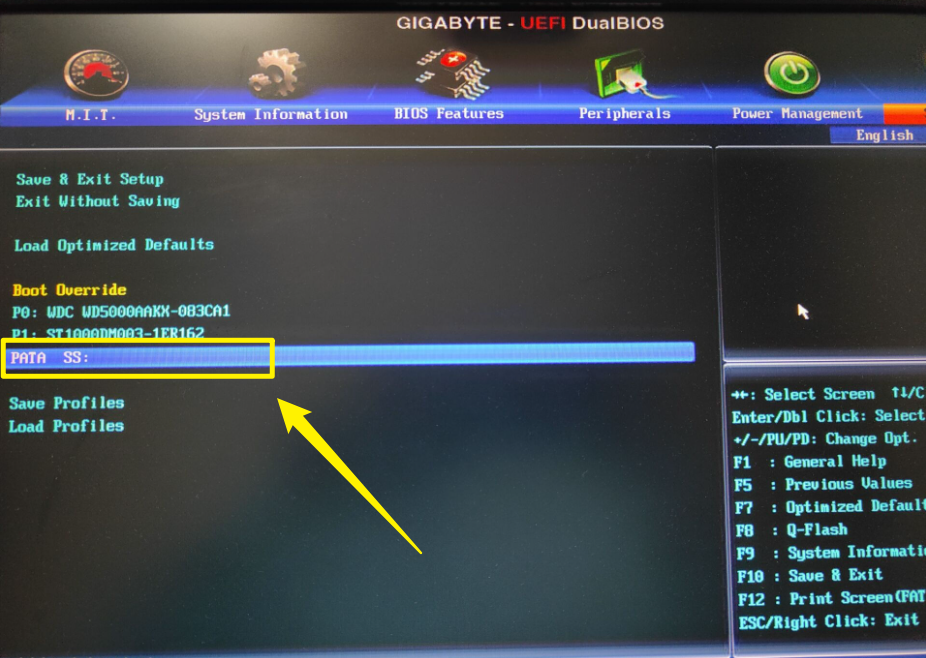 GIGABYTE - UEFI DualBIOS
M.I.T. System Information BIOS Features Peripherals Power Management
English
Save & Exit Setup
Exit Without Saving
Load Optimized Defaults
Boot Override
P0: WDC WD5000AAKX-083CA1
P1: ST1000DM003-1ER162
PATA SS:
Save Profiles
Load Profiles
→←: Select Screen ↑↓/C
Enter/Dbl Click: Select
+/-/PU/PD: Change Opt.
F1 : General Help
F5 : Previous Values
F7 : Optimized Default
F8 : Q-Flash
F9 : System Informatio
F10 : Save & Exit
F12 : Print Screen(FAT
ESC/Right Click: Exit